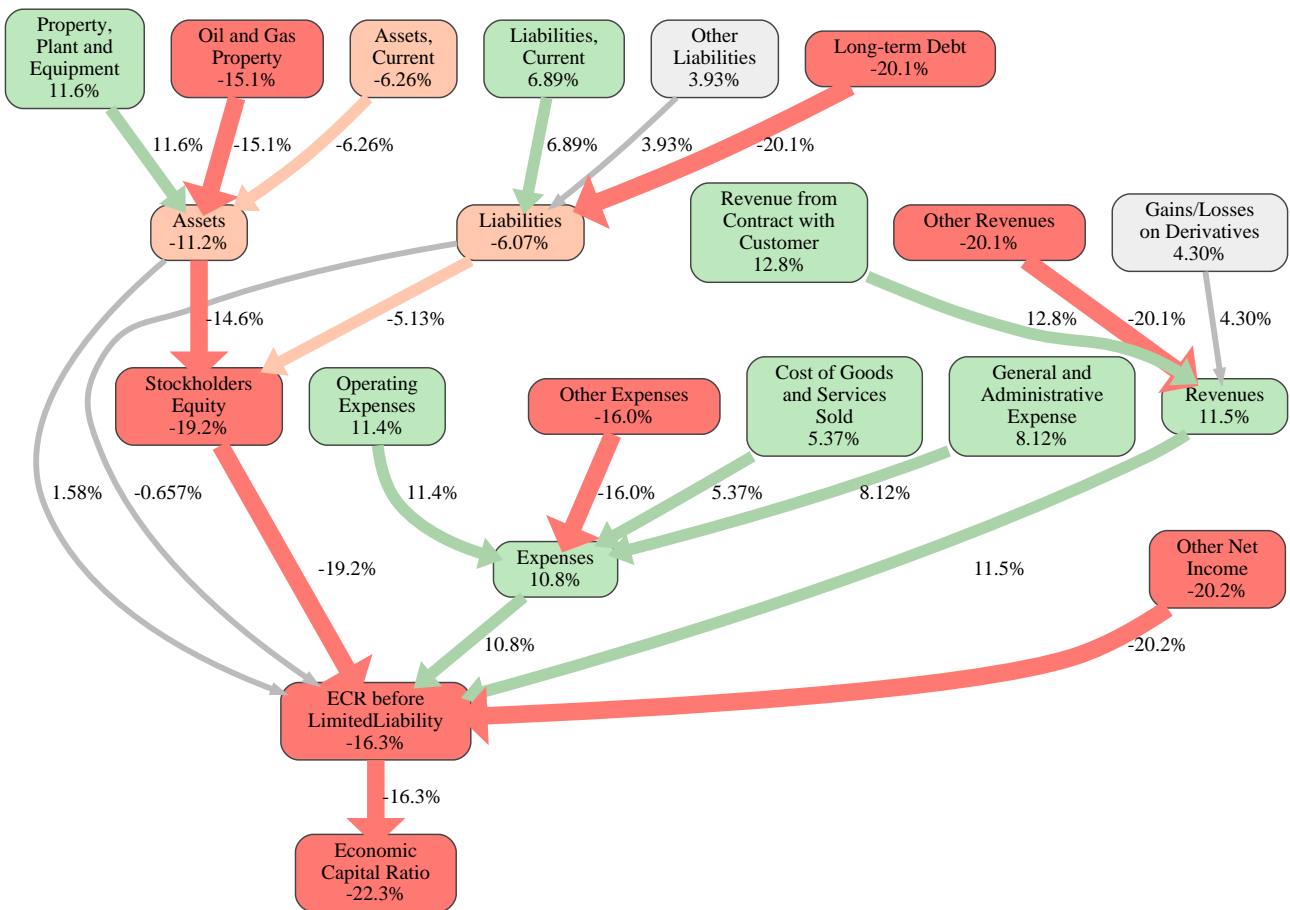 Property,
Plant and
Equipment
11.6%
Oil and Gas
Property
-15.1%
Assets,
Current
-6.26%
Liabilities,
Current
6.89%
Other
Liabilities
3.93%
Long-term Debt
-20.1%
11.6%
-15.1%
-6.26%
6.89%
3.93%
-20.1%
Assets
-11.2%
Liabilities
-6.07%
Revenue from
Contract with
Customer
12.8%
Other Revenues
-20.1%
Gains/Losses
on Derivatives
4.30%
-14.6%
-5.13%
12.8%
-20.1%
4.30%
Stockholders
Equity
-19.2%
Operating
Expenses
11.4%
Other Expenses
-16.0%
Cost of Goods
and Services
Sold
5.37%
General and
Administrative
Expense
8.12%
Revenues
11.5%
1.58%
-0.657%
11.4%
-16.0%
5.37%
8.12%
-19.2%
Expenses
10.8%
11.5%
Other Net
Income
-20.2%
10.8%
-20.2%
ECR before
LimitedLiability
-16.3%
-16.3%
Economic
Capital Ratio
-22.3%